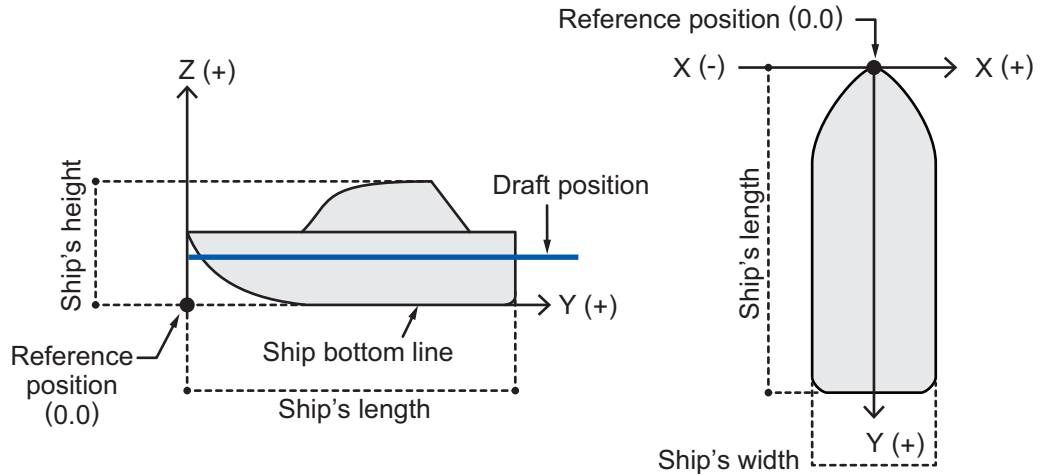 Reference position (0.0)
Z (+)
X (-)
X (+)
Ship's height
Draft position
Ship's length
Y (+)
Reference
position
(0.0)
Ship bottom line
Ship's length
Y (+)
Ship's width